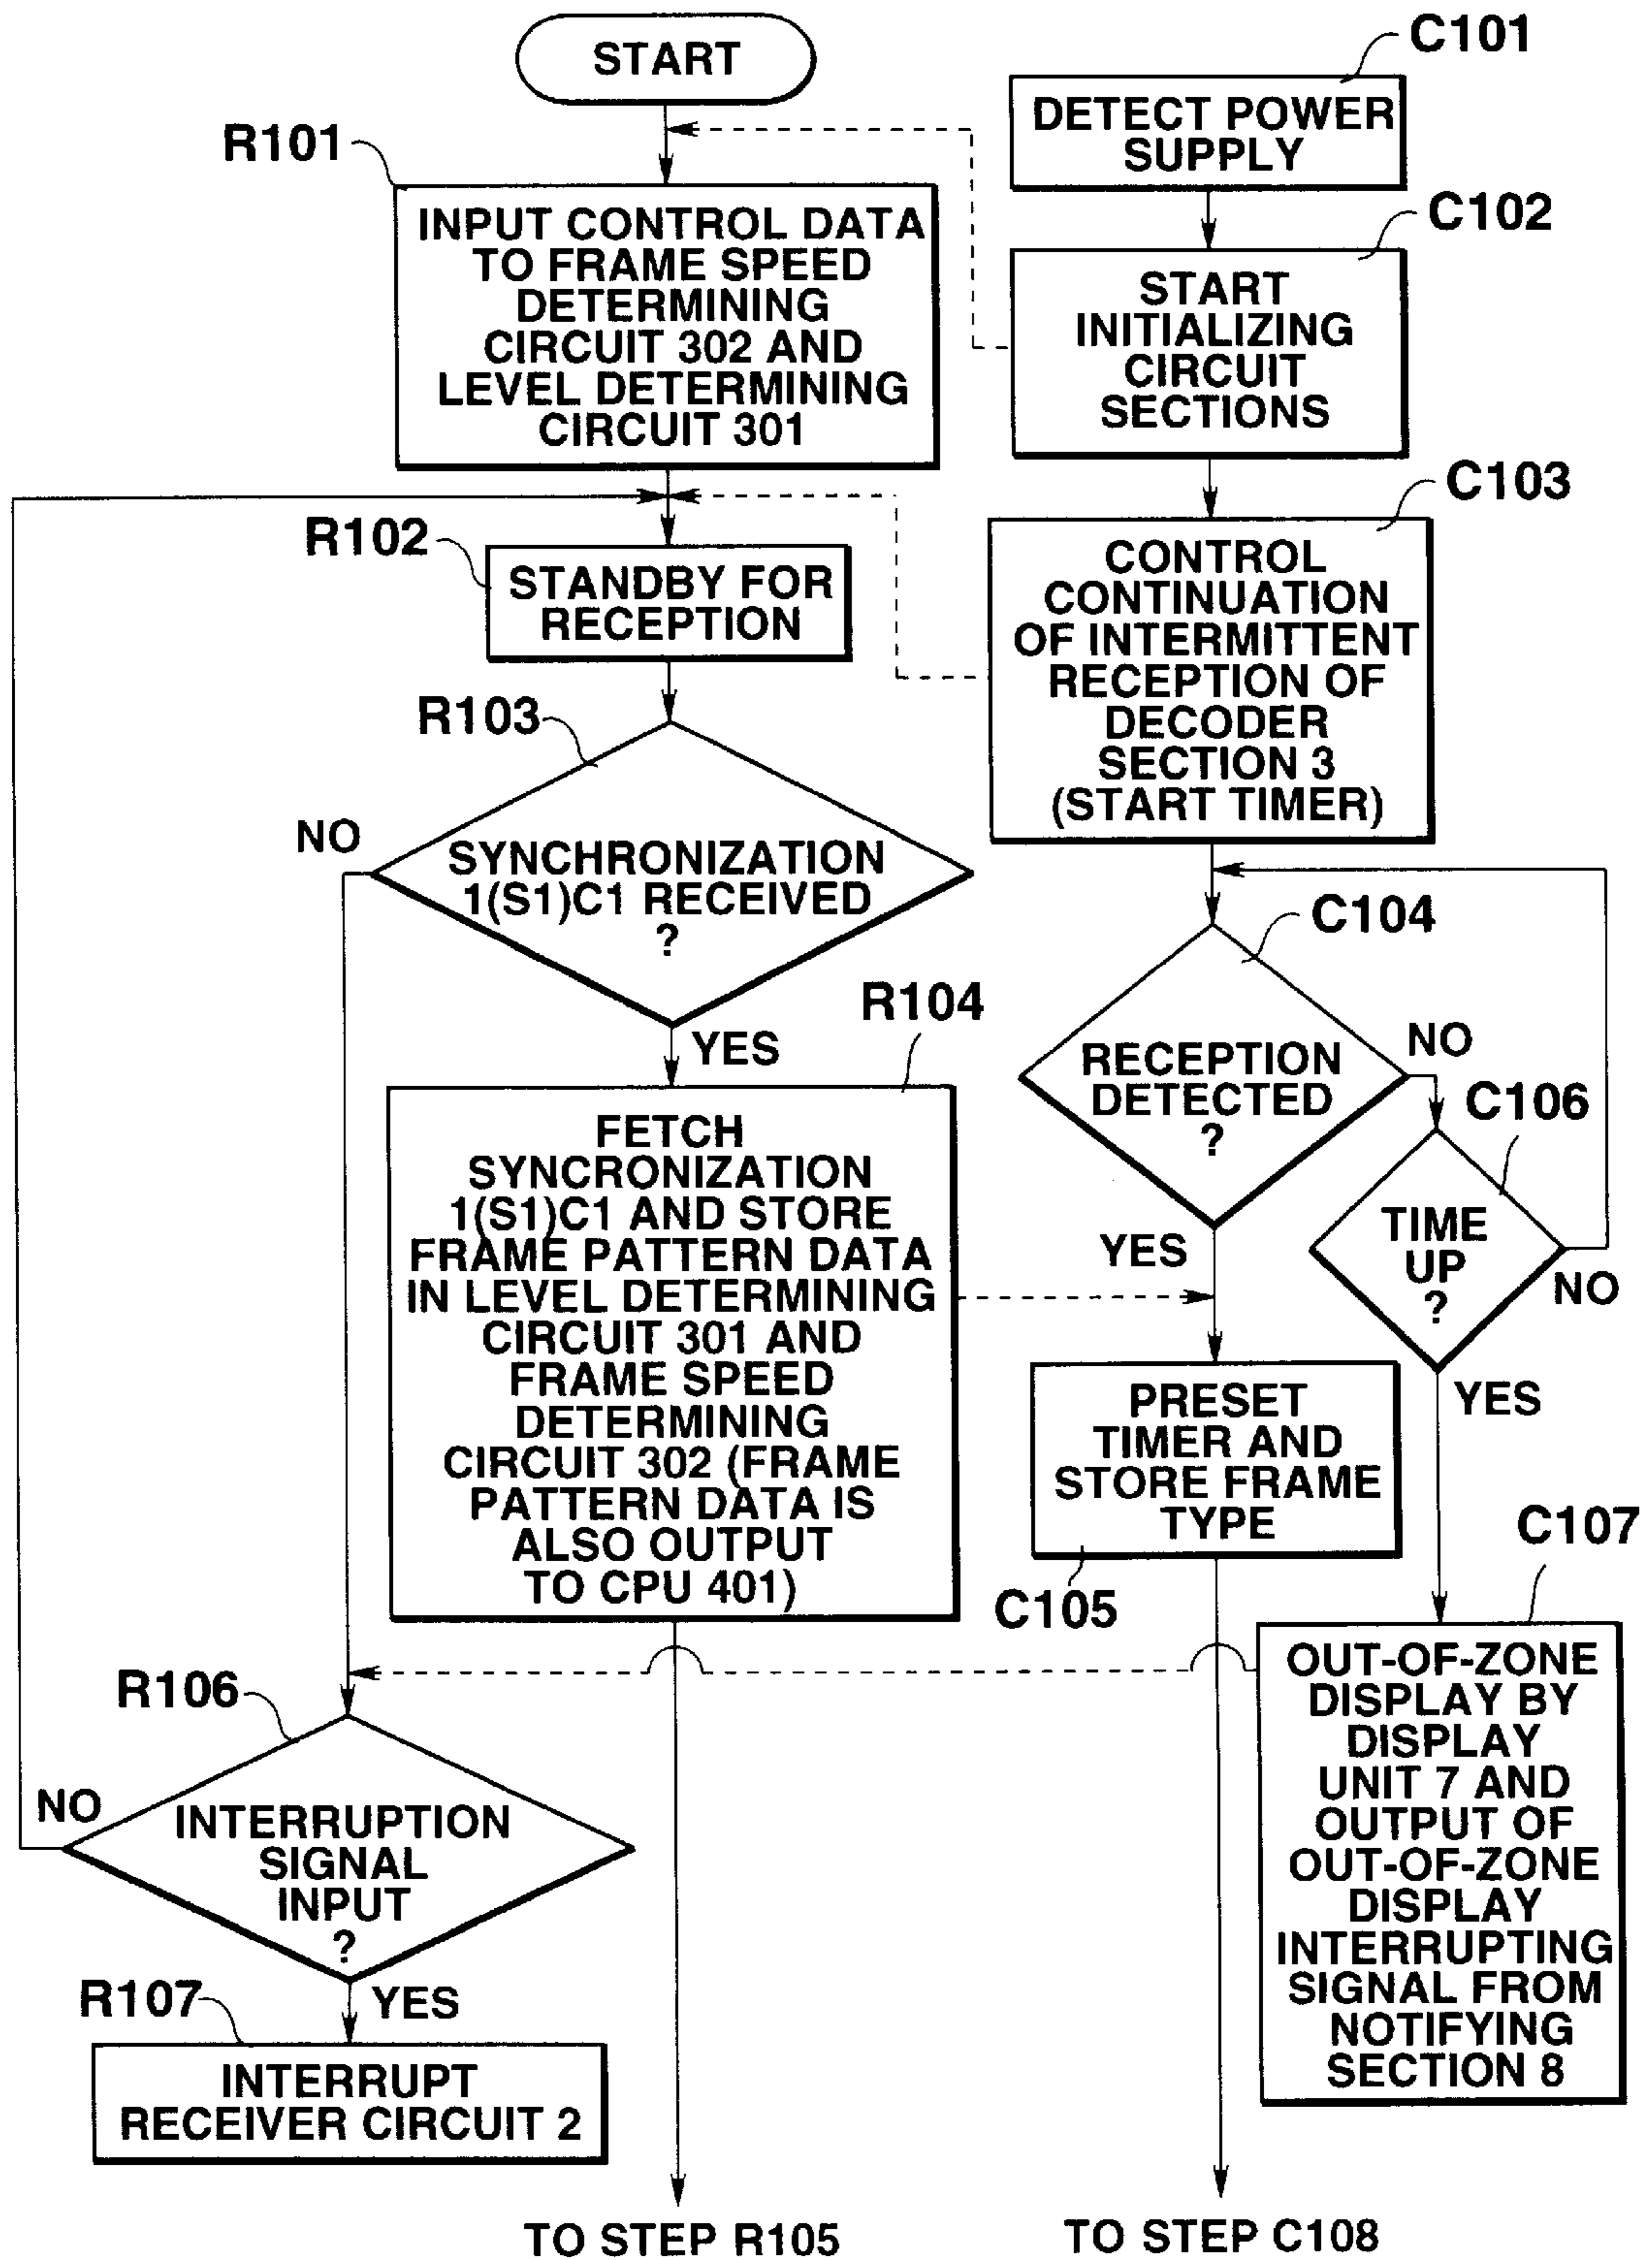 START
R101
INPUT CONTROL DATA
TO FRAME SPEED
DETERMINING
CIRCUIT 302 AND
LEVEL DETERMINING
CIRCUIT 301
R102
STANDBY FOR
RECEPTION
R103
NO
SYNCHRONIZATION
1(S1)C1 RECEIVED
?
YES
R104
FETCH
SYNCRONIZATION
1(S1)C1 AND STORE
FRAME PATTERN DATA
IN LEVEL DETERMINING
CIRCUIT 301 AND
FRAME SPEED
DETERMINING
CIRCUIT 302 (FRAME
PATTERN DATA IS
ALSO OUTPUT
TO CPU 401)
R106
NO
INTERRUPTION
SIGNAL
INPUT
?
YES
R107
INTERRUPT
RECEIVER CIRCUIT 2
TO STEP R105
C101
DETECT POWER
SUPPLY
C102
START
INITIALIZING
CIRCUIT
SECTIONS
C103
CONTROL
CONTINUATION
OF INTERMITTENT
RECEPTION OF
DECODER
SECTION 3
(START TIMER)
C104
RECEPTION
DETECTED
?
NO
YES
C106
TIME
UP
?
NO
YES
PRESET
TIMER AND
STORE FRAME
TYPE
C105
C107
OUT-OF-ZONE
DISPLAY BY
DISPLAY
UNIT 7 AND
OUTPUT OF
OUT-OF-ZONE
DISPLAY
INTERRUPTING
SIGNAL FROM
NOTIFYING
SECTION 8
TO STEP C108